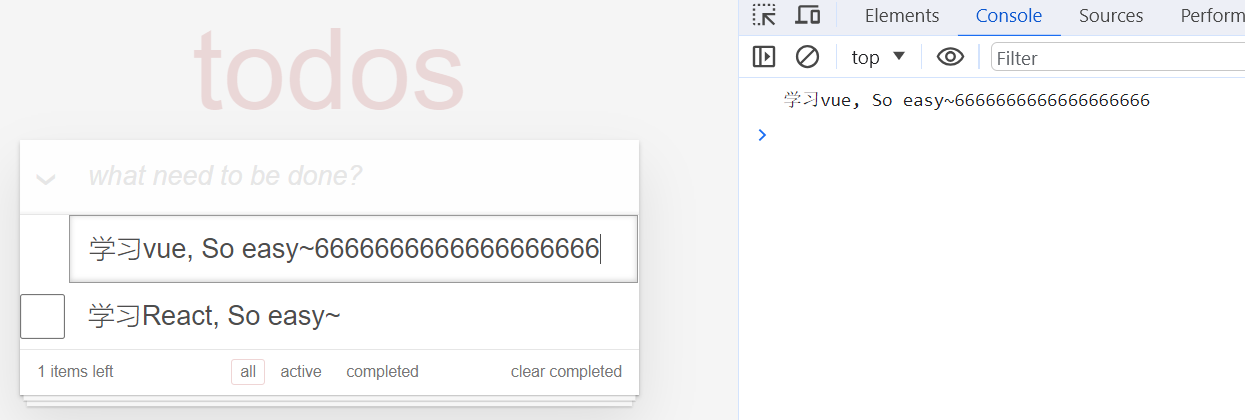 todos
what need to be done?
学习vue, So easy~6666666666666666666
学习React, So easy~
1 items left all active completed clear completed
Elements Console Sources Perform
top Filter
学习vue, So easy~6666666666666666666